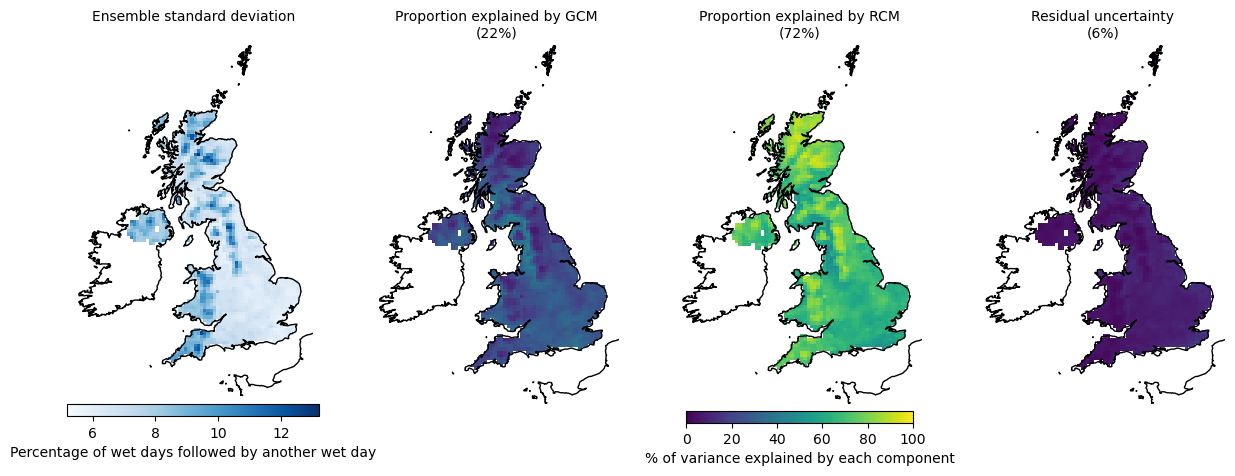 Ensemble standard deviation
Proportion explained by GCM
(22%)
Proportion explained by RCM
(72%)
Residual uncertainty
(6%)
6 8 10 12
Percentage of wet days followed by another wet day
0 20 40 60 80 100
% of variance explained by each component